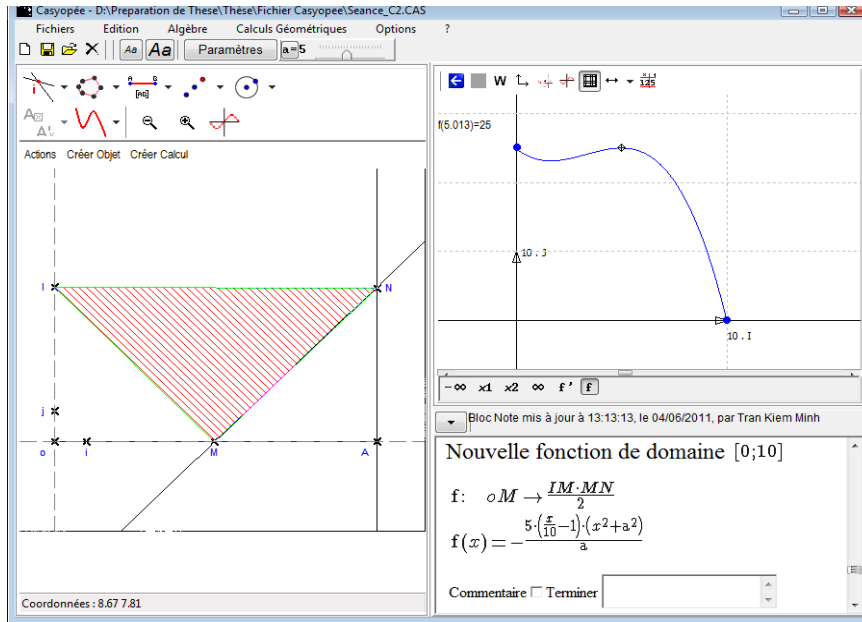 Casyopée - D:\Preparation de These\Thèse\Fichier Casyopee\Seance_C2.CAS
Fichiers Edition Algèbre Calculs Géométriques Options ?
Aa Aa Paramètres a=5
i A B [AB]
W
Actions Créer Objet Créer Calcul
f(5.013)=25
I N
j
o i M A
10 . J
10 . I
-∞ x1 x2 ∞ f' f
Bloc Note mis à jour à 13:13:13, le 04/06/2011, par Tran Kiem Minh
Nouvelle fonction de domaine [0;10]
f: oM → IM·MN/2
f(x)=-5·(x/10-1)·(x²+a²)/a
Commentaire Terminer
Coordonnées : 8.67 7.81